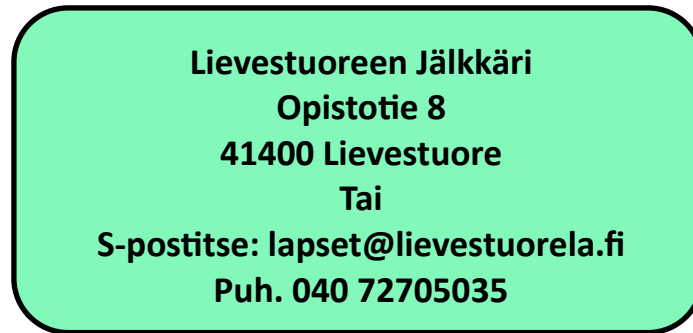 Lievestuoreen Jälkkäri
Opistotie 8
41400 Lievestuore
Tai
S-postitse: lapset@lievestuorela.fi
Puh. 040 72705035